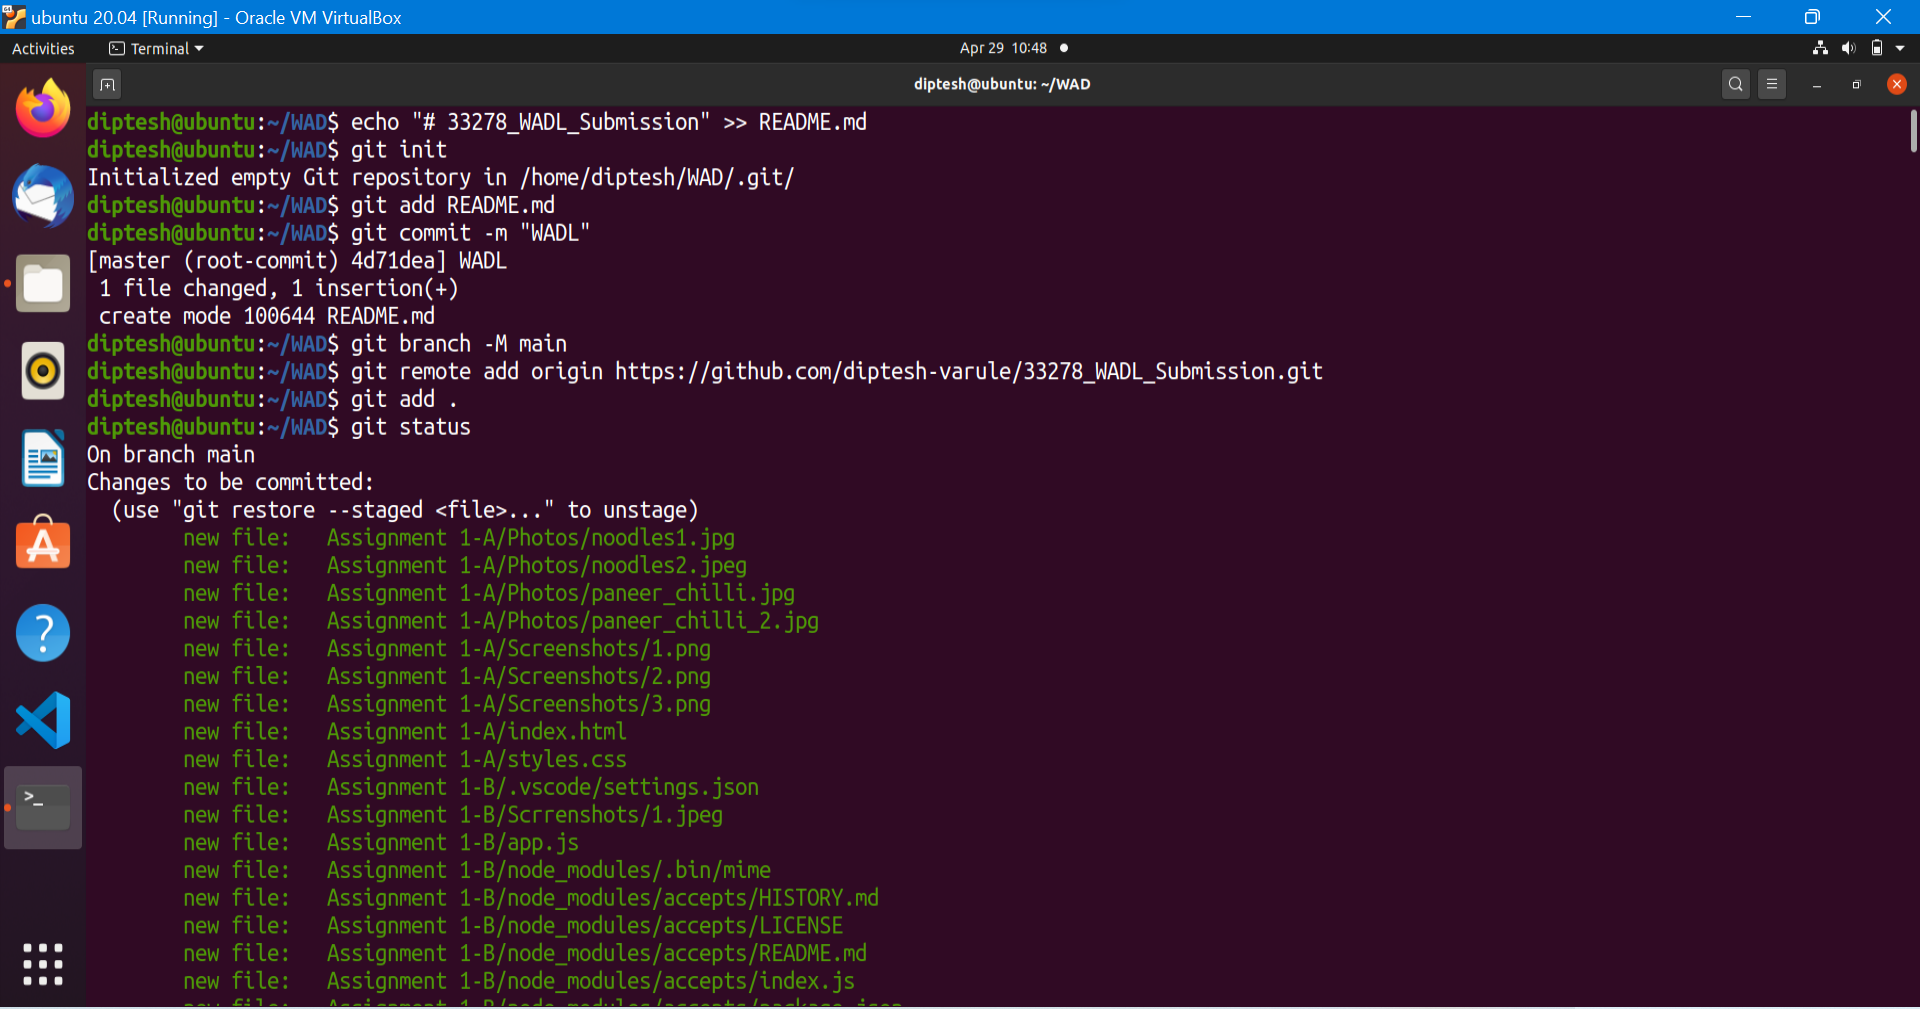 ubuntu 20.04 [Running] - Oracle VM VirtualBox
Activities Terminal Apr 29 10:48
diptesh@ubuntu: ~/WAD
diptesh@ubuntu:~/WAD$ echo "# 33278_WADL_Submission" >> README.md
diptesh@ubuntu:~/WAD$ git init
Initialized empty Git repository in /home/diptesh/WAD/.git/
diptesh@ubuntu:~/WAD$ git add README.md
diptesh@ubuntu:~/WAD$ git commit -m "WADL"
[master (root-commit) 4d71dea] WADL
 1 file changed, 1 insertion(+)
 create mode 100644 README.md
diptesh@ubuntu:~/WAD$ git branch -M main
diptesh@ubuntu:~/WAD$ git remote add origin https://github.com/diptesh-varule/33278_WADL_Submission.git
diptesh@ubuntu:~/WAD$ git add .
diptesh@ubuntu:~/WAD$ git status
On branch main
Changes to be committed:
  (use "git restore --staged <file>..." to unstage)
        new file:   Assignment 1-A/Photos/noodles1.jpg
        new file:   Assignment 1-A/Photos/noodles2.jpeg
        new file:   Assignment 1-A/Photos/paneer_chilli.jpg
        new file:   Assignment 1-A/Photos/paneer_chilli_2.jpg
        new file:   Assignment 1-A/Screenshots/1.png
        new file:   Assignment 1-A/Screenshots/2.png
        new file:   Assignment 1-A/Screenshots/3.png
        new file:   Assignment 1-A/index.html
        new file:   Assignment 1-A/styles.css
        new file:   Assignment 1-B/.vscode/settings.json
        new file:   Assignment 1-B/Scrrenshots/1.jpeg
        new file:   Assignment 1-B/app.js
        new file:   Assignment 1-B/node_modules/.bin/mime
        new file:   Assignment 1-B/node_modules/accepts/HISTORY.md
        new file:   Assignment 1-B/node_modules/accepts/LICENSE
        new file:   Assignment 1-B/node_modules/accepts/README.md
        new file:   Assignment 1-B/node_modules/accepts/index.js
        new file:   Assignment 1-B/node_modules/accepts/package.json